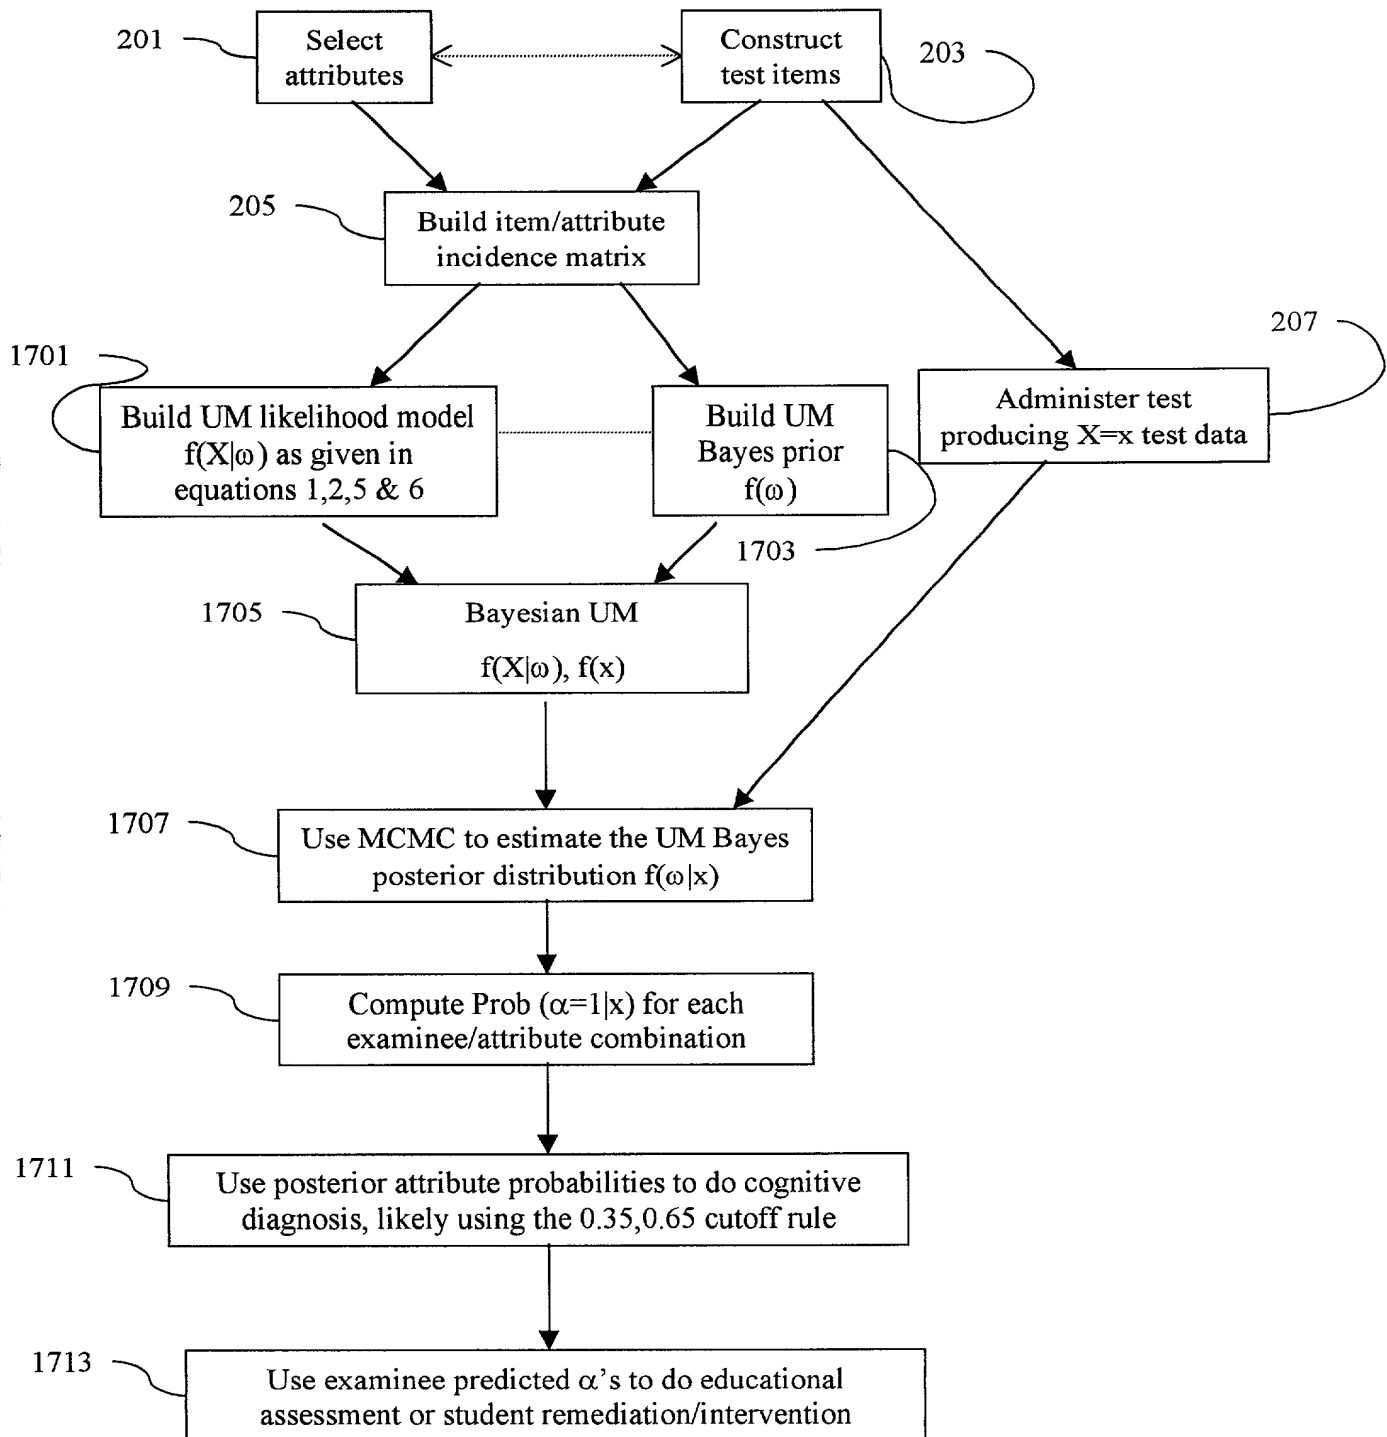 201
Select
attributes
Construct
test items
203
205
Build item/attribute
incidence matrix
207
1701
Build UM likelihood model
f(X|ω) as given in
equations 1,2,5 & 6
Build UM
Bayes prior
f(ω)
Administer test
producing X=x test data
1703
1705
Bayesian UM
f(X|ω), f(x)
1707
Use MCMC to estimate the UM Bayes
posterior distribution f(ω|x)
1709
Compute Prob (α=1|x) for each
examinee/attribute combination
1711
Use posterior attribute probabilities to do cognitive
diagnosis, likely using the 0.35,0.65 cutoff rule
1713
Use examinee predicted α's to do educational
assessment or student remediation/intervention